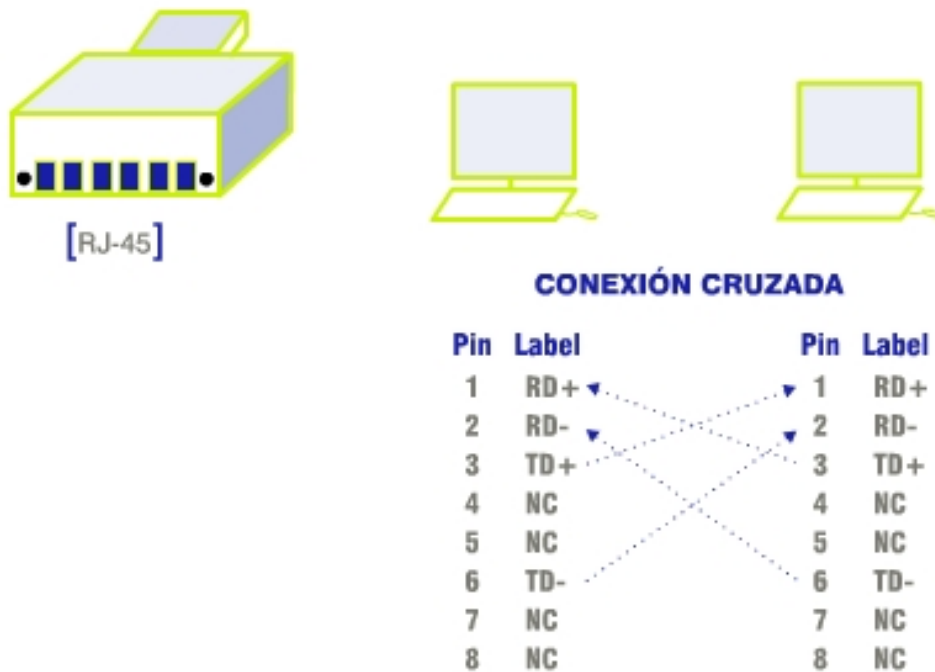 [RJ-45]
CONEXIÓN CRUZADA
Pin Label Pin Label
1 RD+ 1 RD+
2 RD- 2 RD-
3 TD+ 3 TD+
4 NC 4 NC
5 NC 5 NC
6 TD- 6 TD-
7 NC 7 NC
8 NC 8 NC